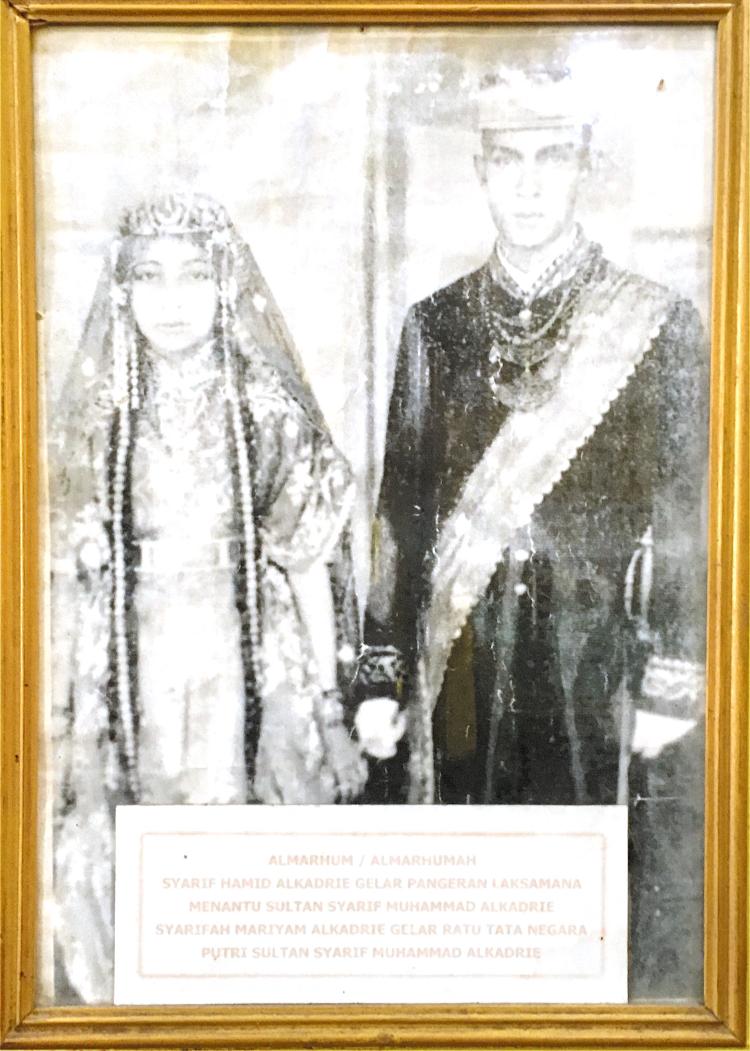 ALMARHUM / ALMARHUMAH
SYARIF HAMID ALKADRIE GELAR PANGERAN LAKSAMANA
MENANTU SULTAN SYARIF MUHAMMAD ALKADRIE
SYARIFAH MARIYAM ALKADRIE GELAR RATU TATA NEGARA
PUTRI SULTAN SYARIF MUHAMMAD ALKADRIE